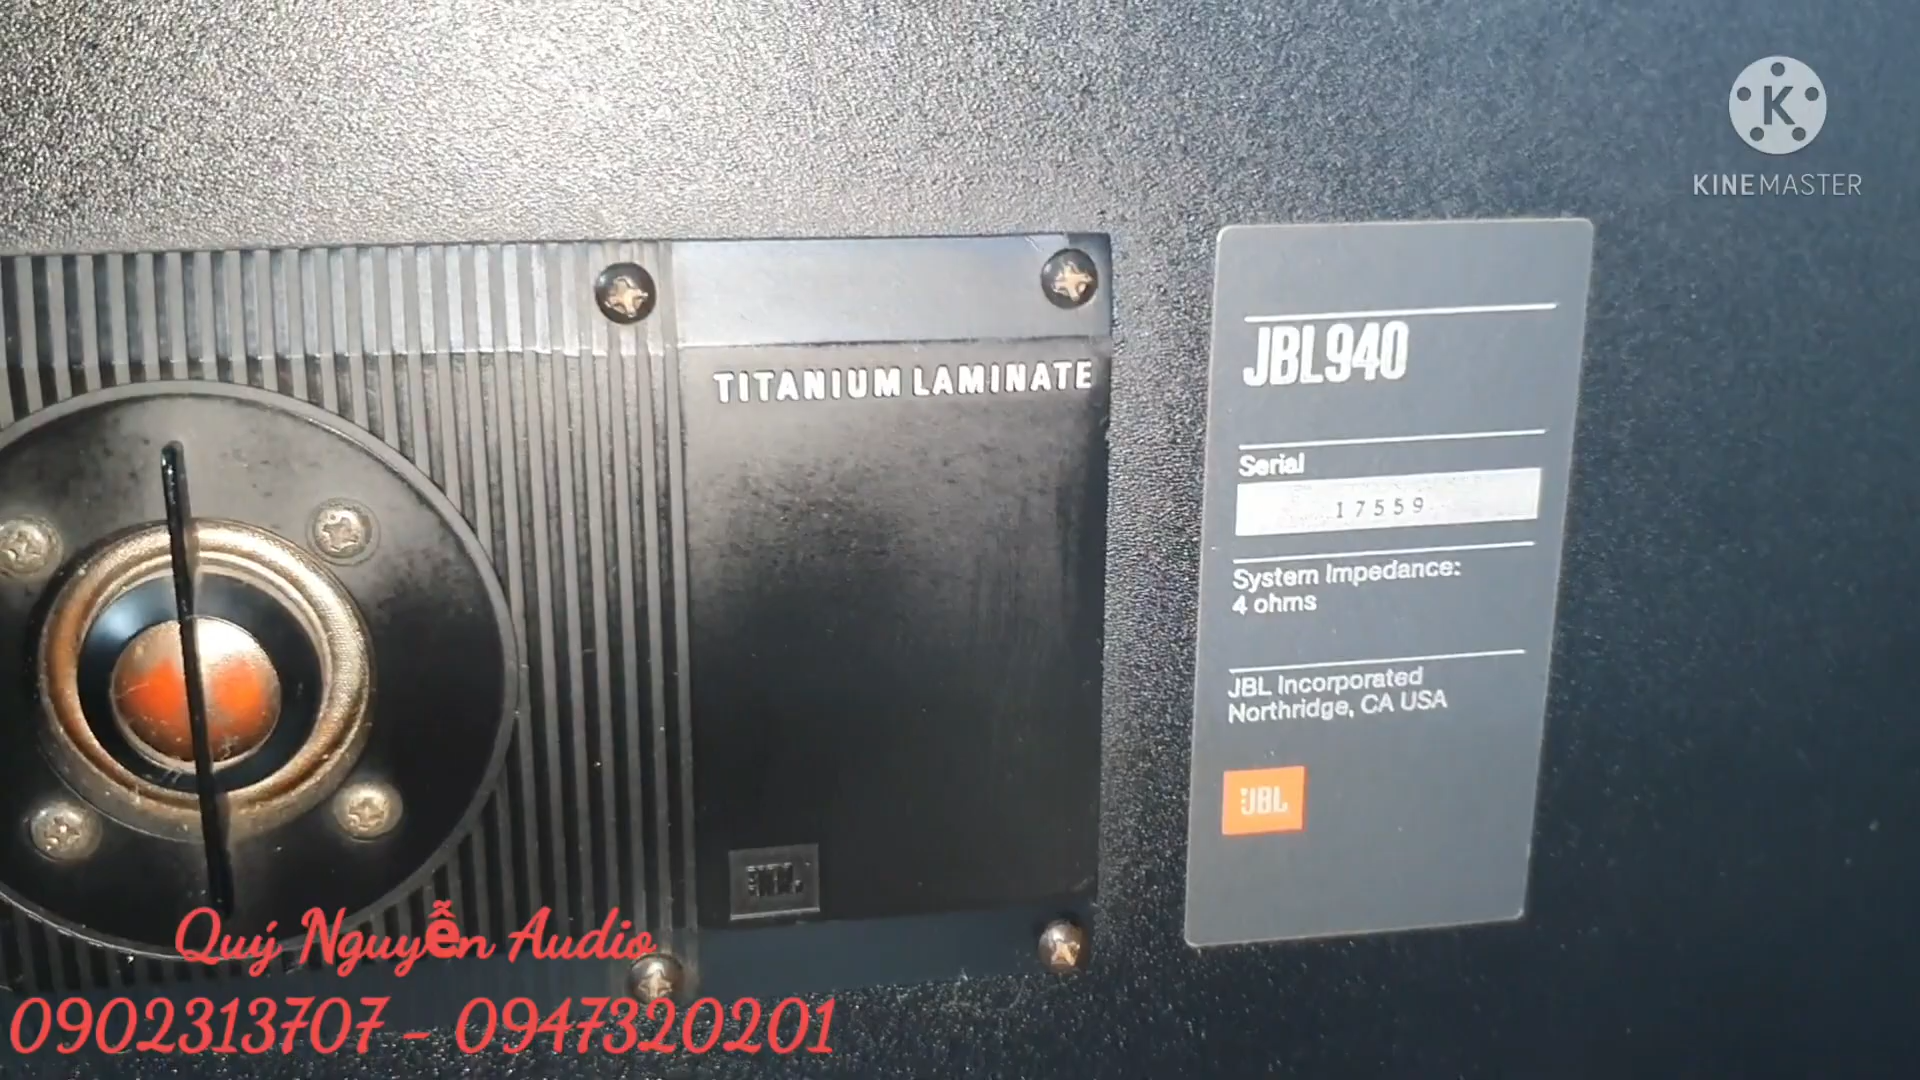 KINEMASTER
TITANIUM LAMINATE
JBL940
Serial
17559
System Impedance:
4 ohms
JBL Incorporated
Northridge, CA USA
JBL
JBL
Quý Nguyễn Audio
0902313707 - 0947320201